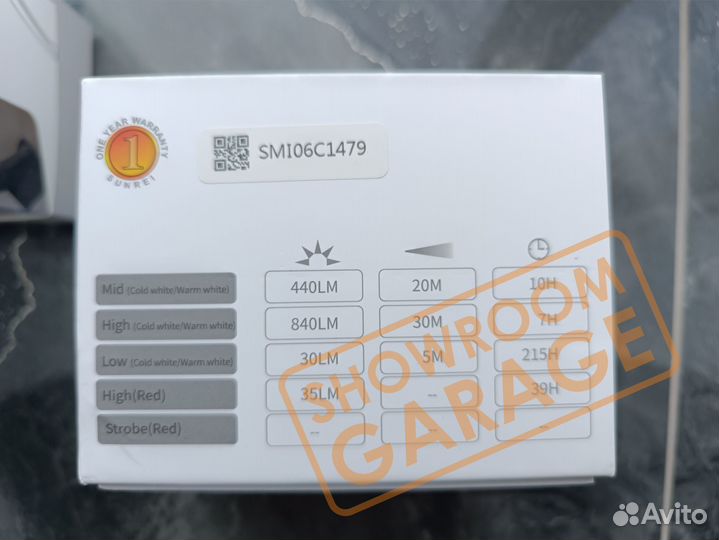 ONE YEAR WARRANTY
1
SUNREI
SMI06C1479
Mid (Cold white/Warm white) 440LM 20M 10H
High (Cold white/Warm white) 840LM 30M 7H
Low (Cold white/Warm white) 30LM 5M 215H
High(Red) 35LM -- 39H
Strobe(Red) -- -- --
SHOWROOM
GARAGE
Avito